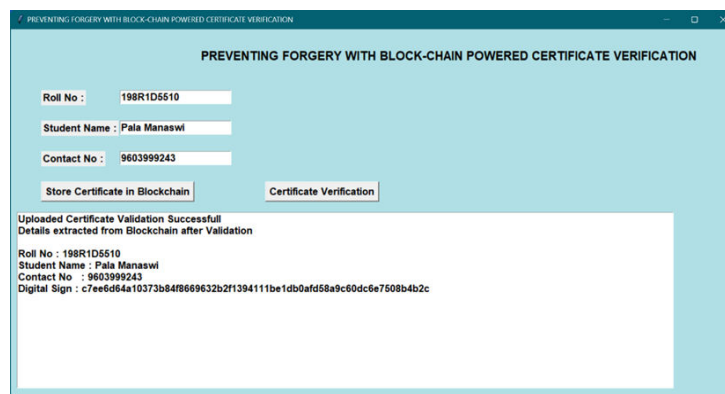 PREVENTING FORGERY WITH BLOCK-CHAIN POWERED CERTIFICATE VERIFICATION
PREVENTING FORGERY WITH BLOCK-CHAIN POWERED CERTIFICATE VERIFICATION
Roll No : 198R1D5510
Student Name : Pala Manaswi
Contact No : 9603999243
Store Certificate in Blockchain Certificate Verification
Uploaded Certificate Validation Successfull
Details extracted from Blockchain after Validation
Roll No : 198R1D5510
Student Name : Pala Manaswi
Contact No : 9603999243
Digital Sign : c7ee6d64a10373b84f8669632b2f1394111be1db0afd58a9c60dc6e7508b4b2c